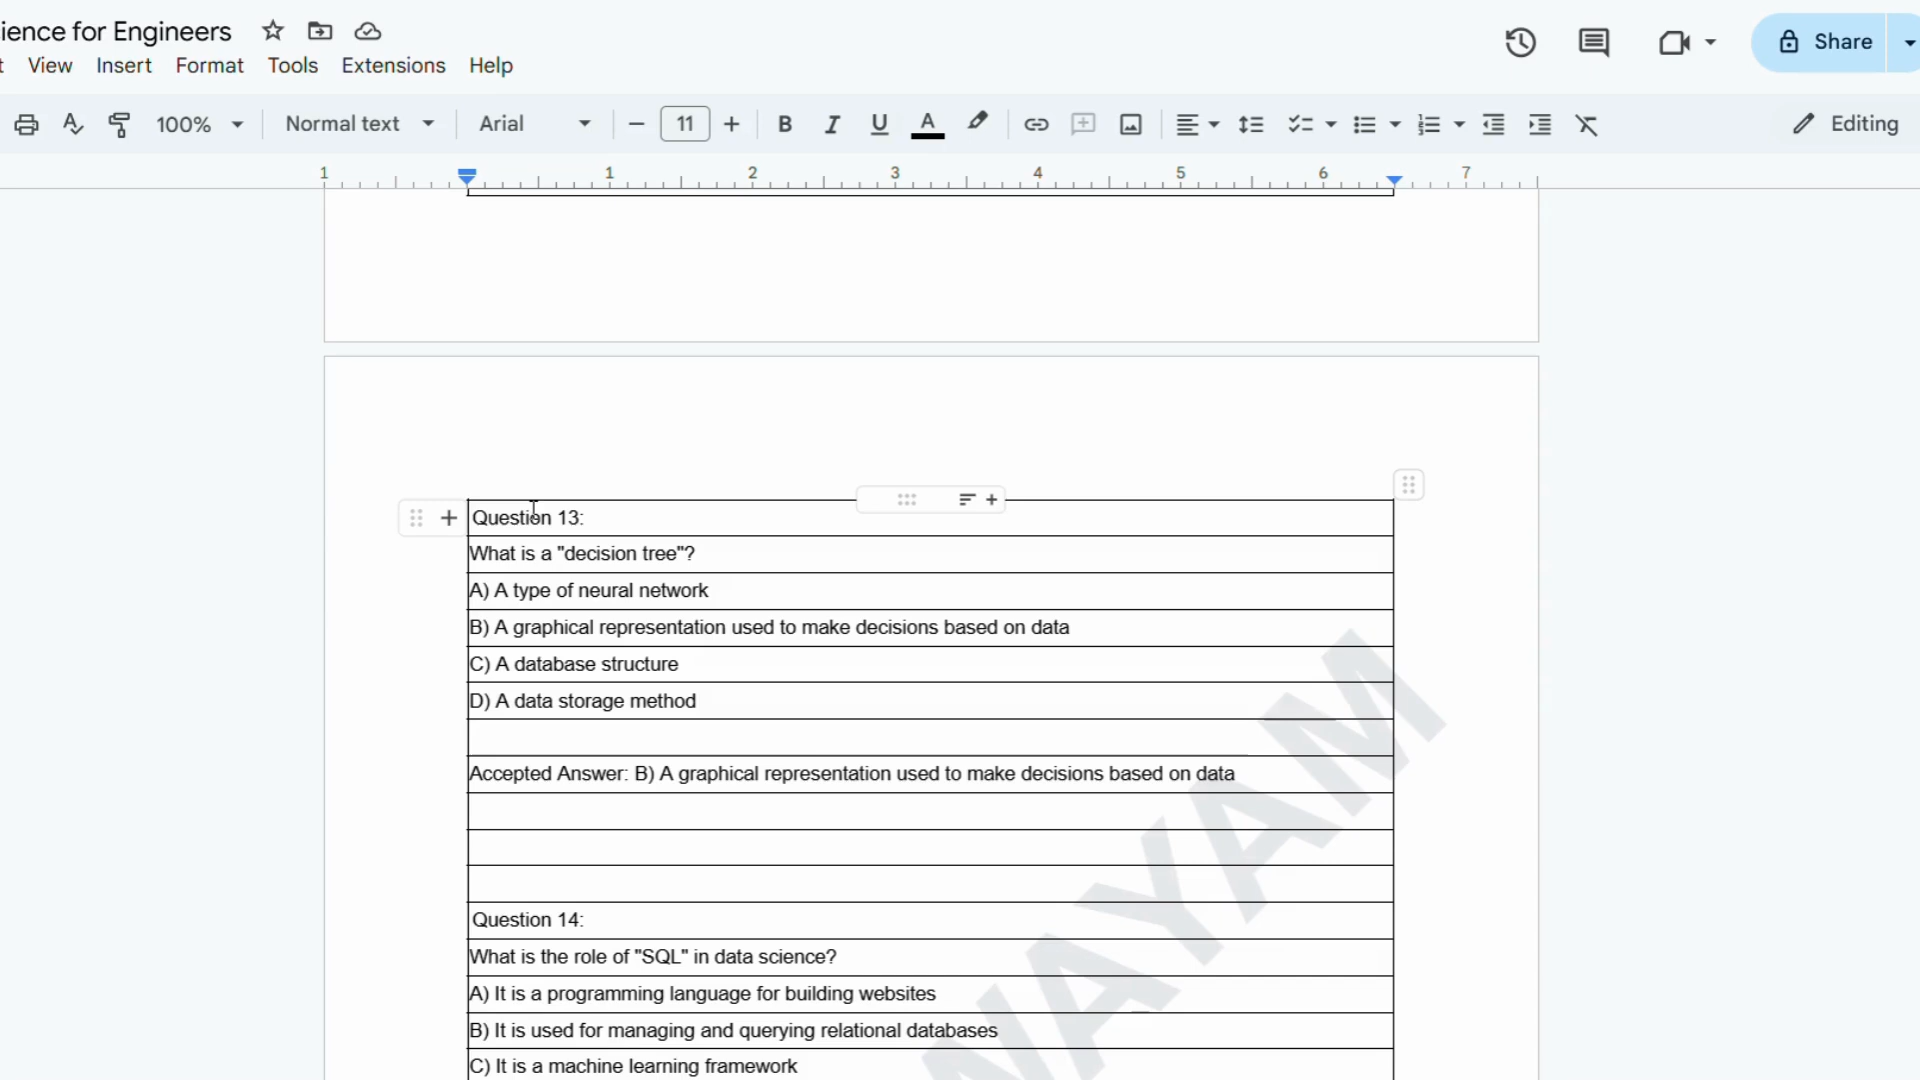 ience for Engineers
Share
t View Insert Format Tools Extensions Help
100% Normal text Arial 11 Editing
1 1 2 3 4 5 6 7
Question 13:
What is a "decision tree"?
A) A type of neural network
B) A graphical representation used to make decisions based on data
C) A database structure
D) A data storage method
Accepted Answer: B) A graphical representation used to make decisions based on data
Question 14:
What is the role of "SQL" in data science?
A) It is a programming language for building websites
B) It is used for managing and querying relational databases
C) It is a machine learning framework
WAYAM